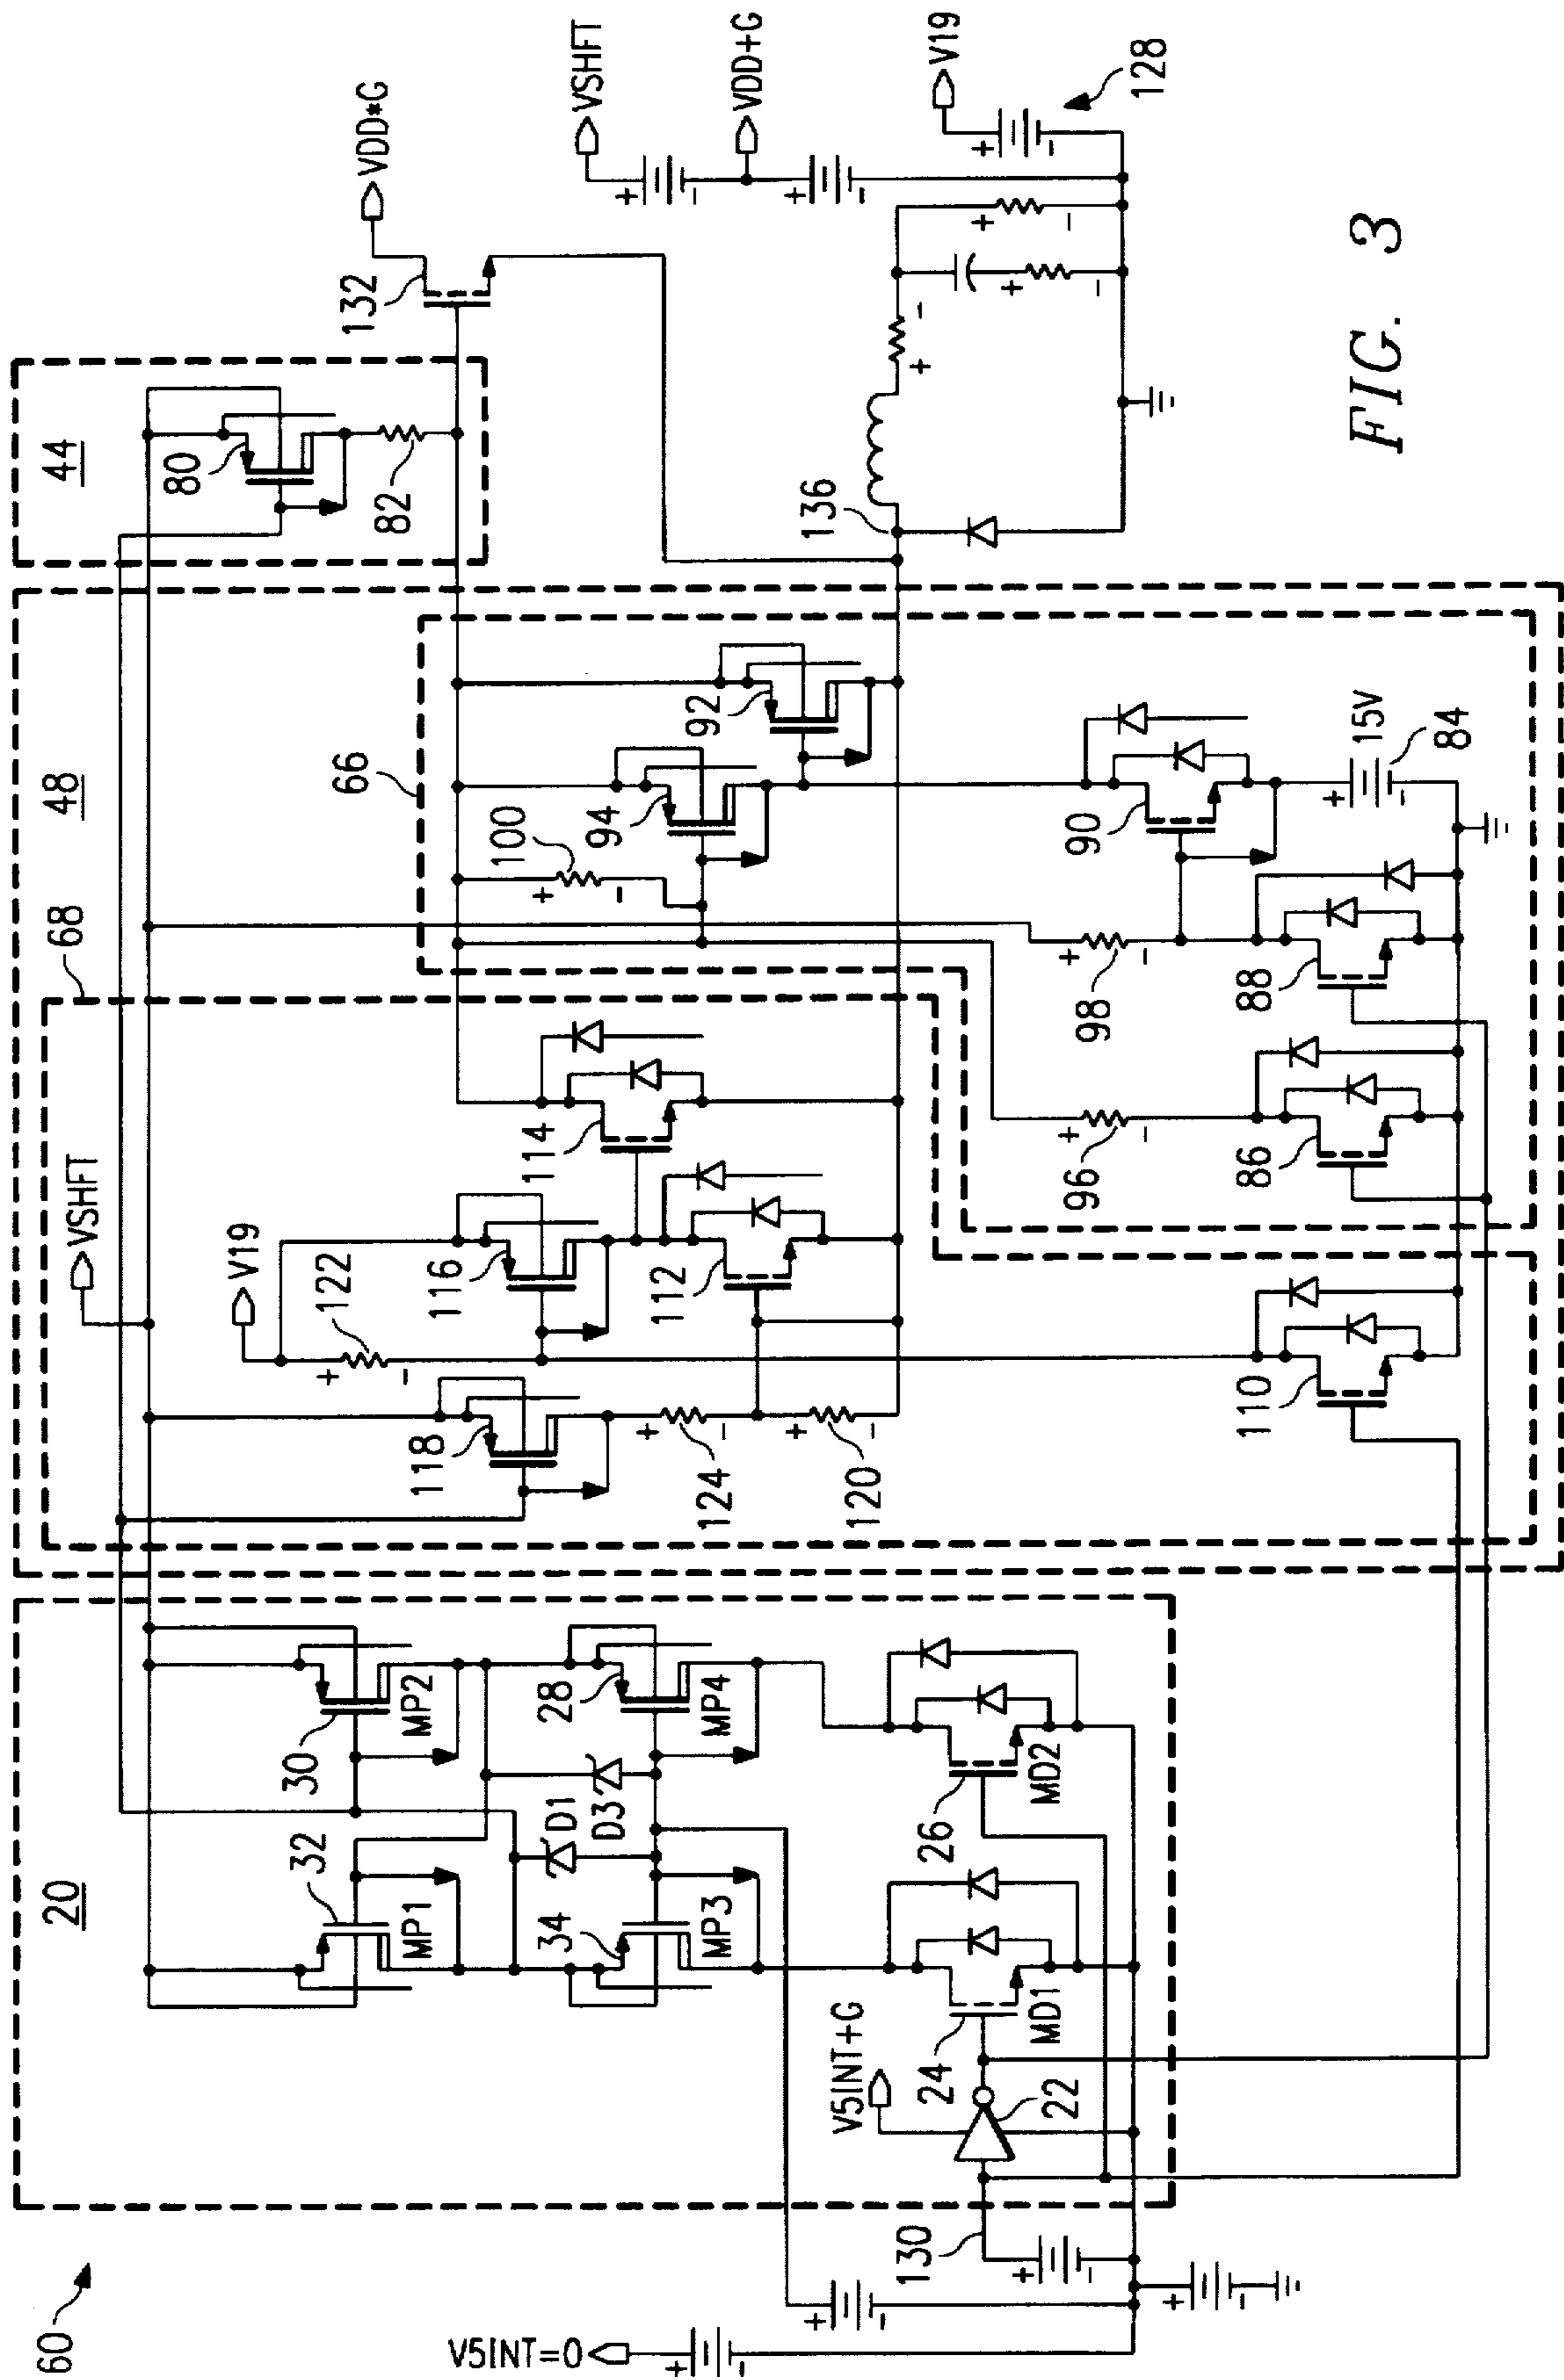 60
20
48
44
68
66
VSHFT
V19
VDD*G
VSHFT
VDD+G
V19
128
132
136
80
82
92
94
100
90
15V
84
98
88
96
86
114
116
122
112
118
124
120
110
30
MP2
32
MP1
28
MP4
D1
D3
34
MP3
26
MD2
24
MD1
V5INT+G
22
130
V5INT=0
FIG. 3